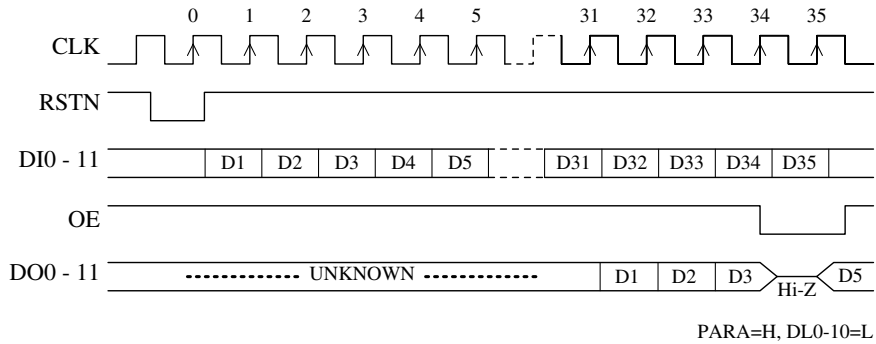 0 1 2 3 4 5 31 32 33 34 35
CLK
RSTN
DI0 - 11 D1 D2 D3 D4 D5 D31 D32 D33 D34 D35
OE
DO0 - 11 UNKNOWN D1 D2 D3 Hi-Z D5
PARA=H, DL0-10=L